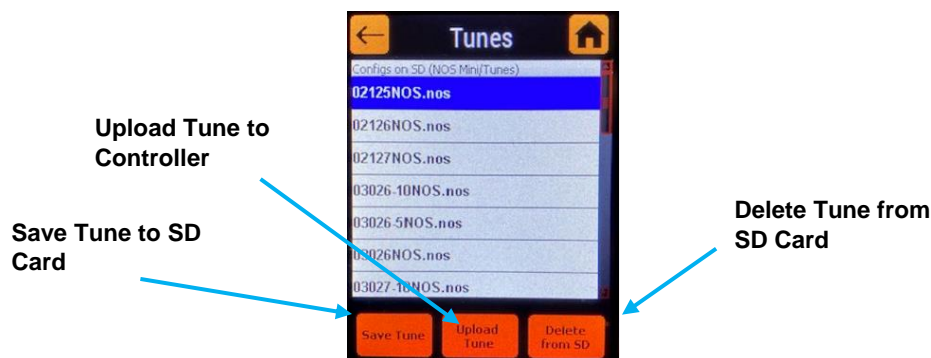 Tunes
Configs on SD (NOS Mini/Tunes)
02125NOS.nos
02126NOS.nos
02127NOS.nos
03026-10NOS.nos
03026-5NOS.nos
03026NOS.nos
03027-10NOS.nos
Upload Tune to
Controller
Save Tune to SD
Card
Delete Tune from
SD Card
Save Tune
Upload
Tune
Delete
from SD